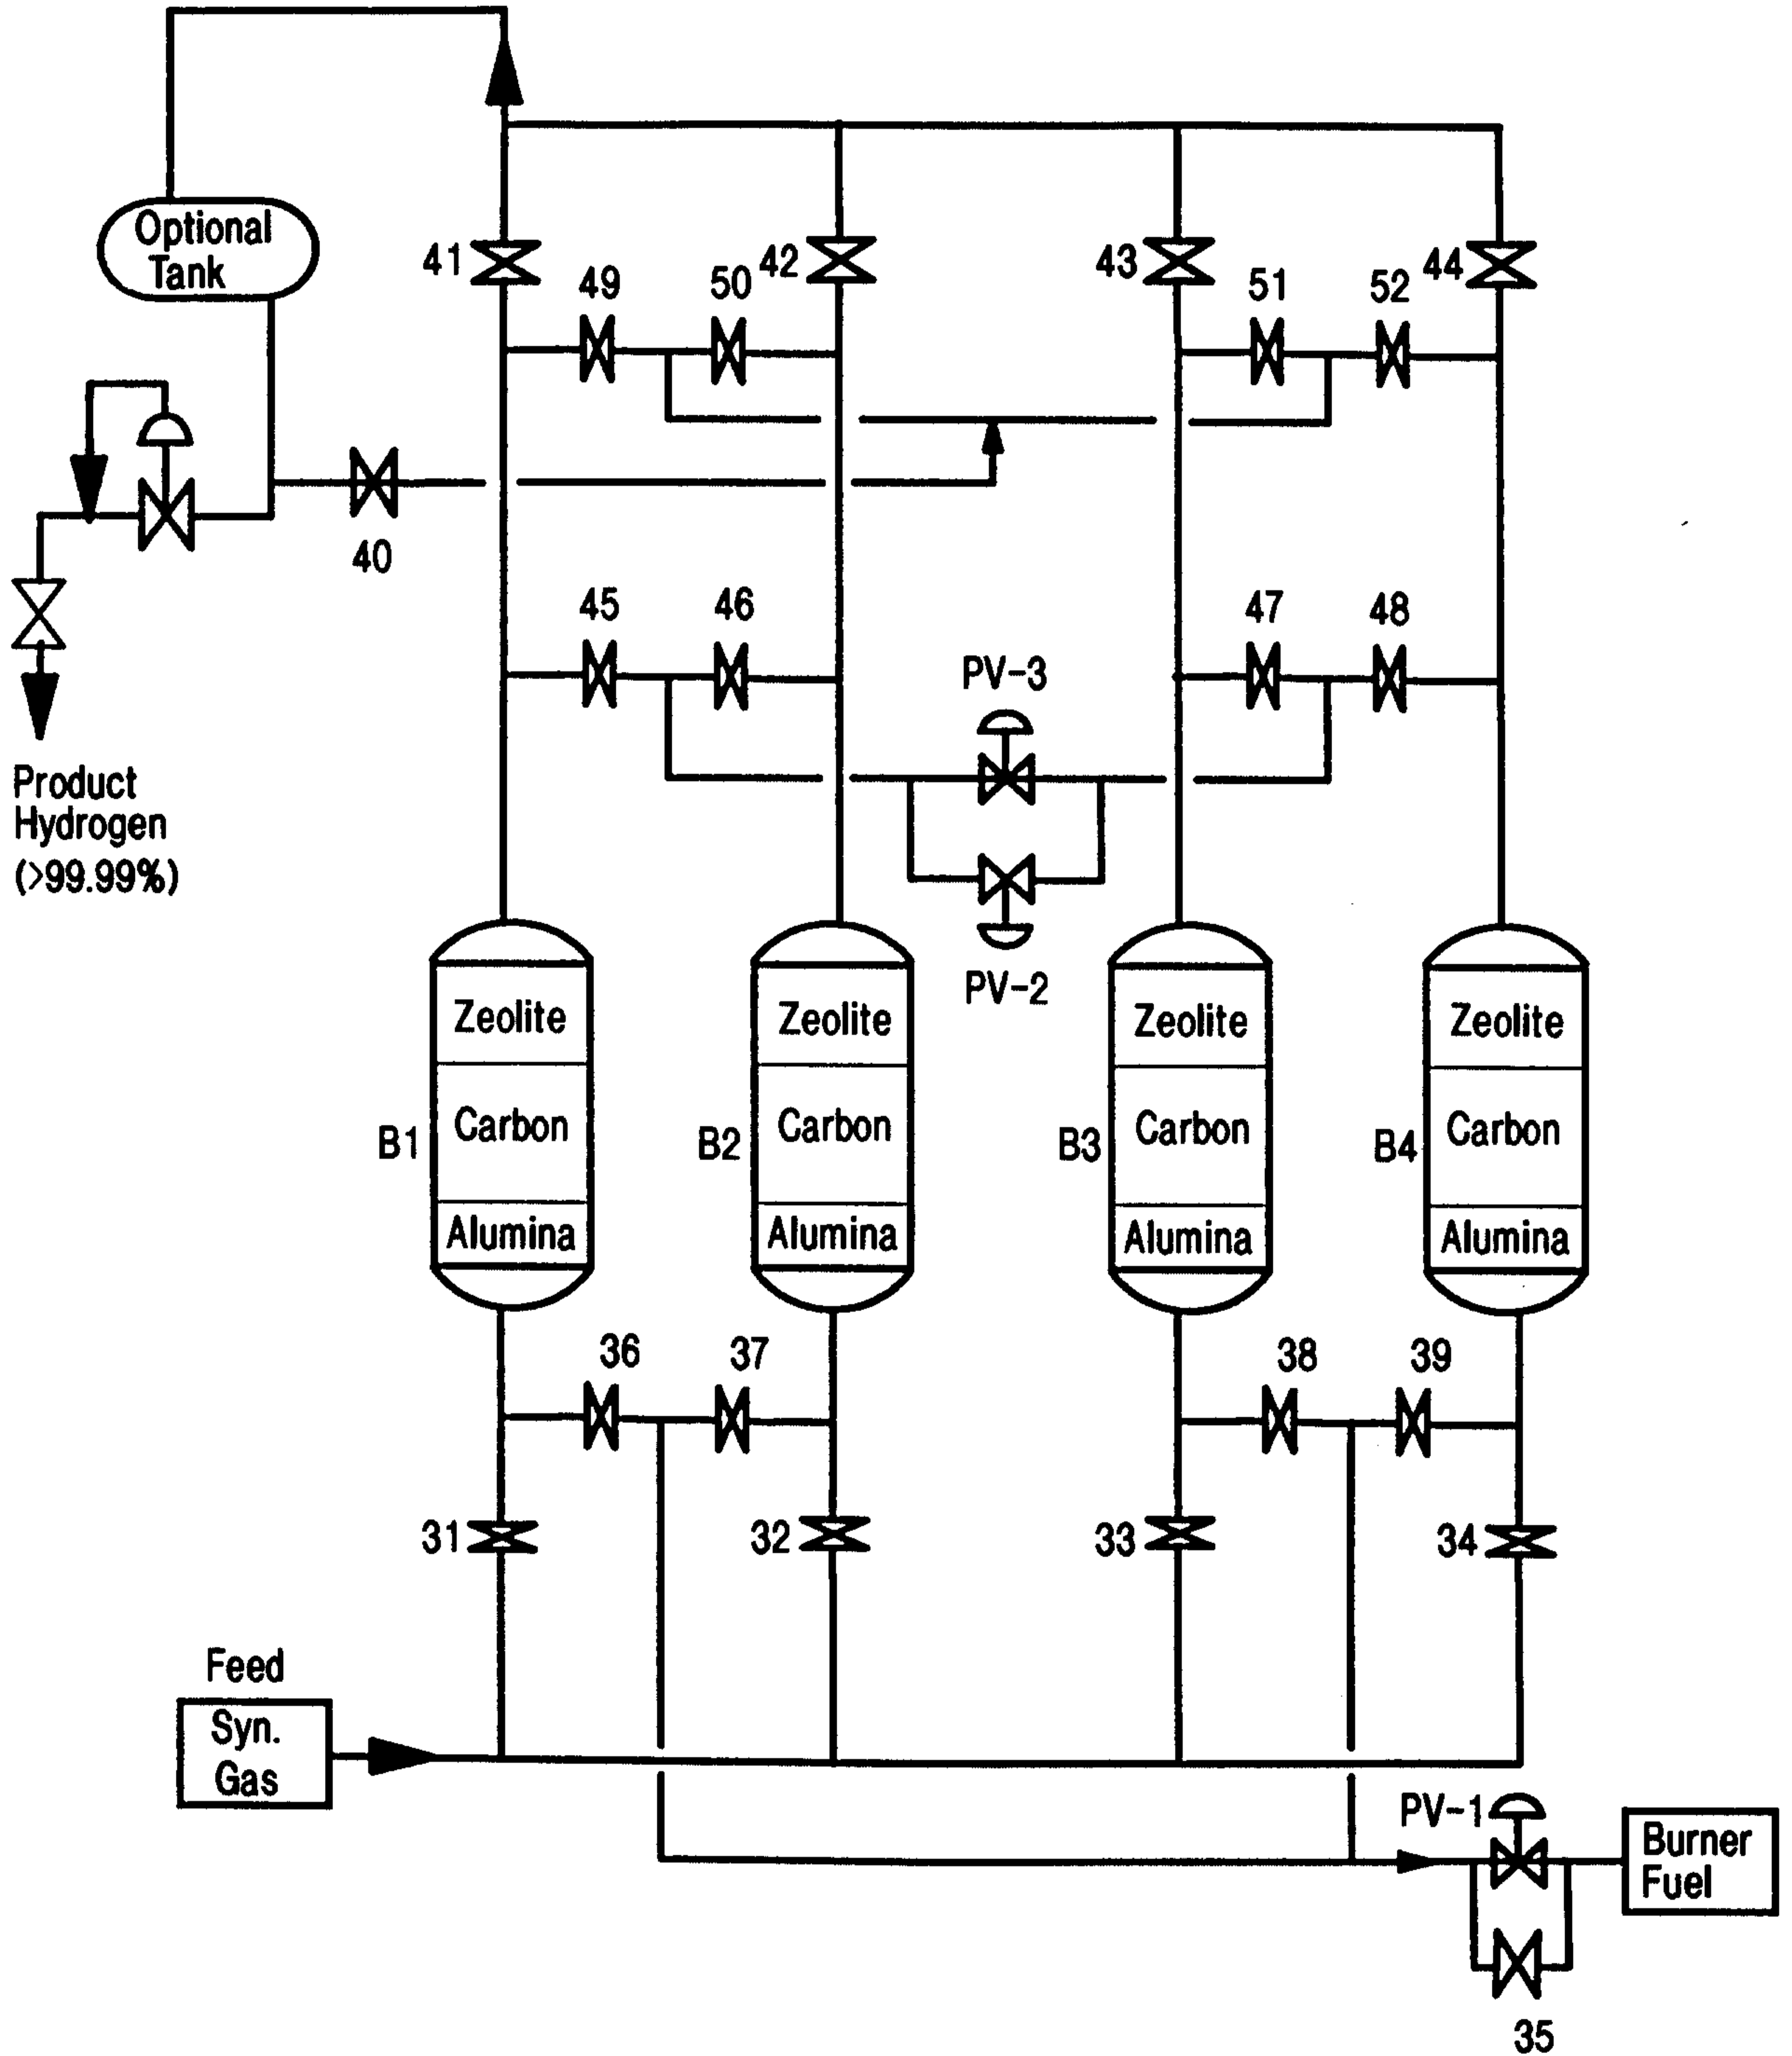 Optional
Tank
41
49
50
42
43
51
52
44
40
45
46
47
48
PV-3
Product
Hydrogen
(>99.99%)
PV-2
Zeolite
Zeolite
Zeolite
Zeolite
B1
Carbon
B2
Carbon
B3
Carbon
B4
Carbon
Alumina
Alumina
Alumina
Alumina
36
37
38
39
31
32
33
34
Feed
Syn.
Gas
PV-1
Burner
Fuel
35